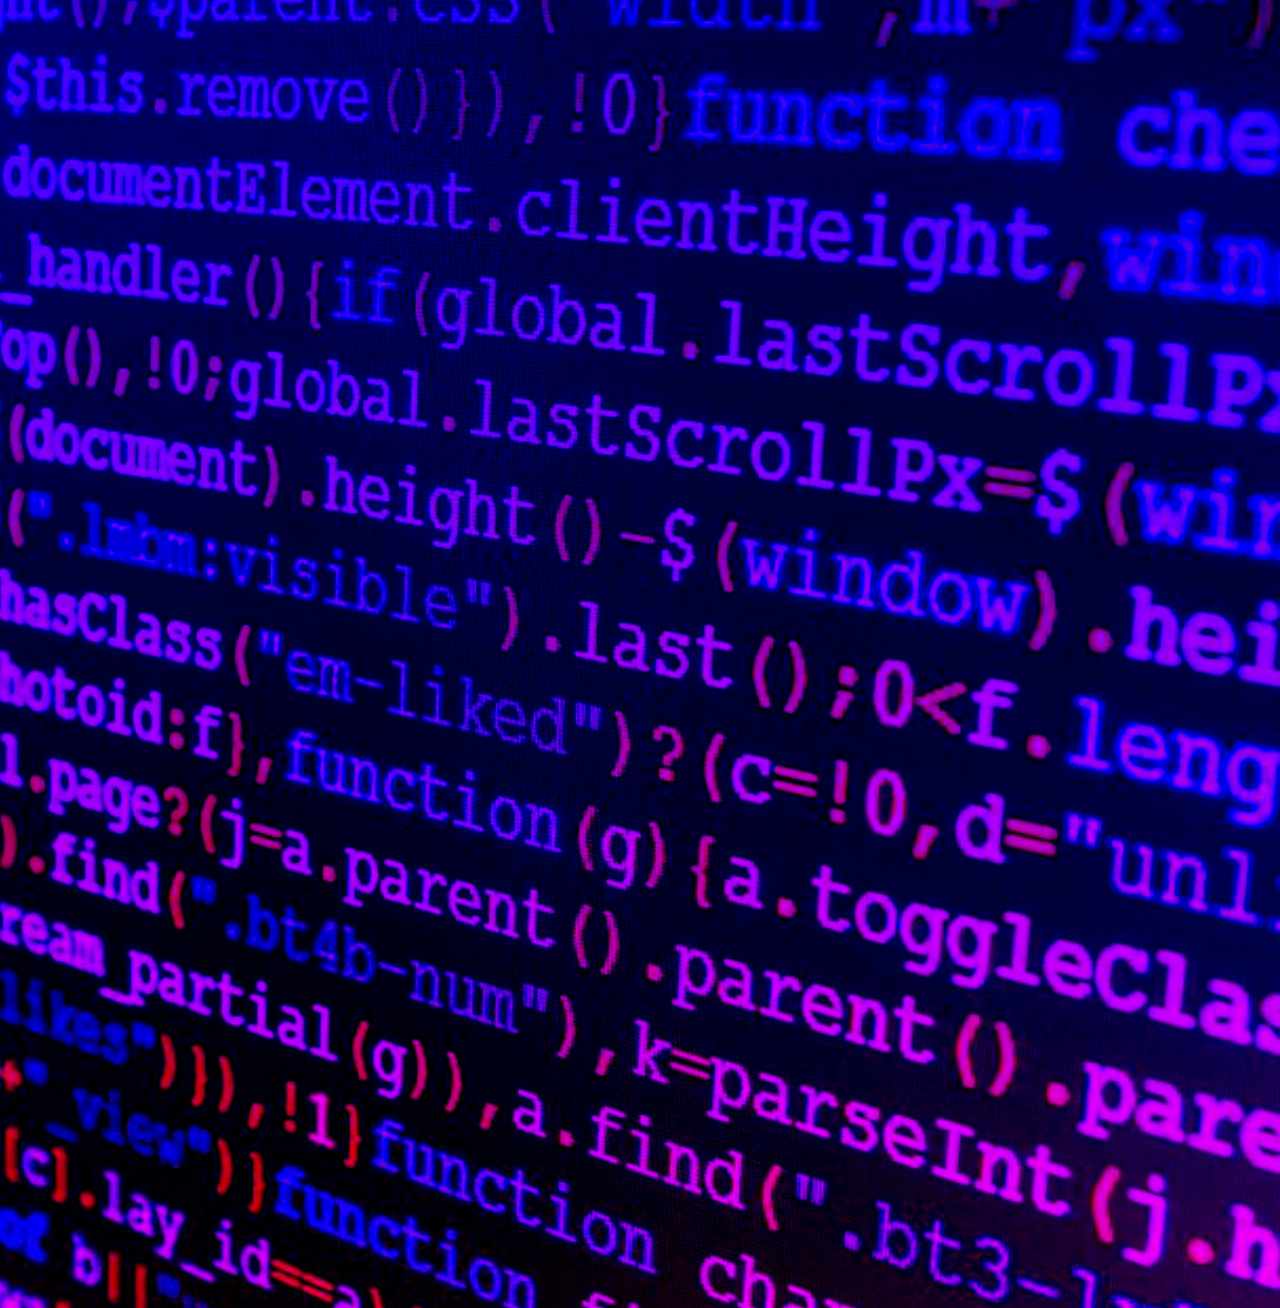 $parent.css("width",m+"px")
$this.remove()}),!0}function che
documentElement.clientHeight,win
_handler(){if(global.lastScrollPx
op(),!0;global.lastScrollPx=$(win
(document).height()-$(window).hei
(".lmbm:visible").last();0<f.leng
hasClass("em-liked")?(c=!0,d="unl
hotoid:f},function(g){a.toggleClas
l.page?(j=a.parent().parent().pare
).find(".bt4b-num"),k=parseInt(j.h
ream_partial(g)),a.find(".bt3-l
likes")}),!1}function cha
+"_view")}function
[c].lay_id==a
of b||"